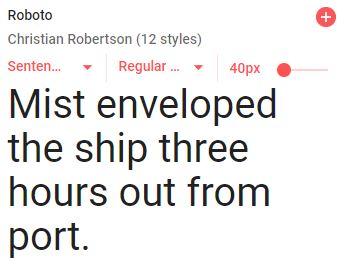 Roboto
Christian Robertson (12 styles)
Senten... Regular ... 40px
Mist enveloped
the ship three
hours out from
port.